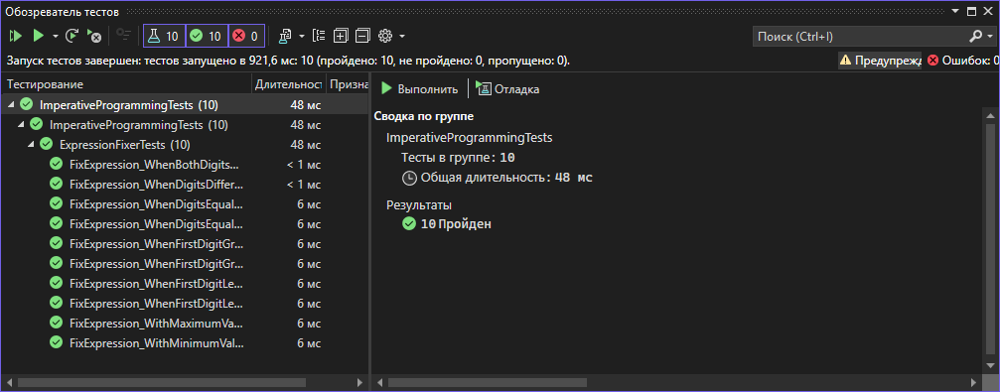 Обозреватель тестов
10 10 0
Поиск (Ctrl+I)
Запуск тестов завершен: тестов запущено в 921,6 мс: 10 (пройдено: 10, не пройдено: 0, пропущено: 0).
Предупрежд
Ошибок: 0
Тестирование Длительност Призна
ImperativeProgrammingTests (10) 48 мс
ImperativeProgrammingTests (10) 48 мс
ExpressionFixerTests (10) 48 мс
FixExpression_WhenBothDigits... < 1 мс
FixExpression_WhenDigitsDiffer... < 1 мс
FixExpression_WhenDigitsEqual... 6 мс
FixExpression_WhenDigitsEqual... 6 мс
FixExpression_WhenFirstDigitGr... 6 мс
FixExpression_WhenFirstDigitGr... 6 мс
FixExpression_WhenFirstDigitLe... 6 мс
FixExpression_WhenFirstDigitLe... 6 мс
FixExpression_WithMaximumVa... 6 мс
FixExpression_WithMinimumVal... 6 мс
Выполнить Отладка
Сводка по группе
ImperativeProgrammingTests
Тесты в группе: 10
Общая длительность: 48 мс
Результаты
10 Пройден